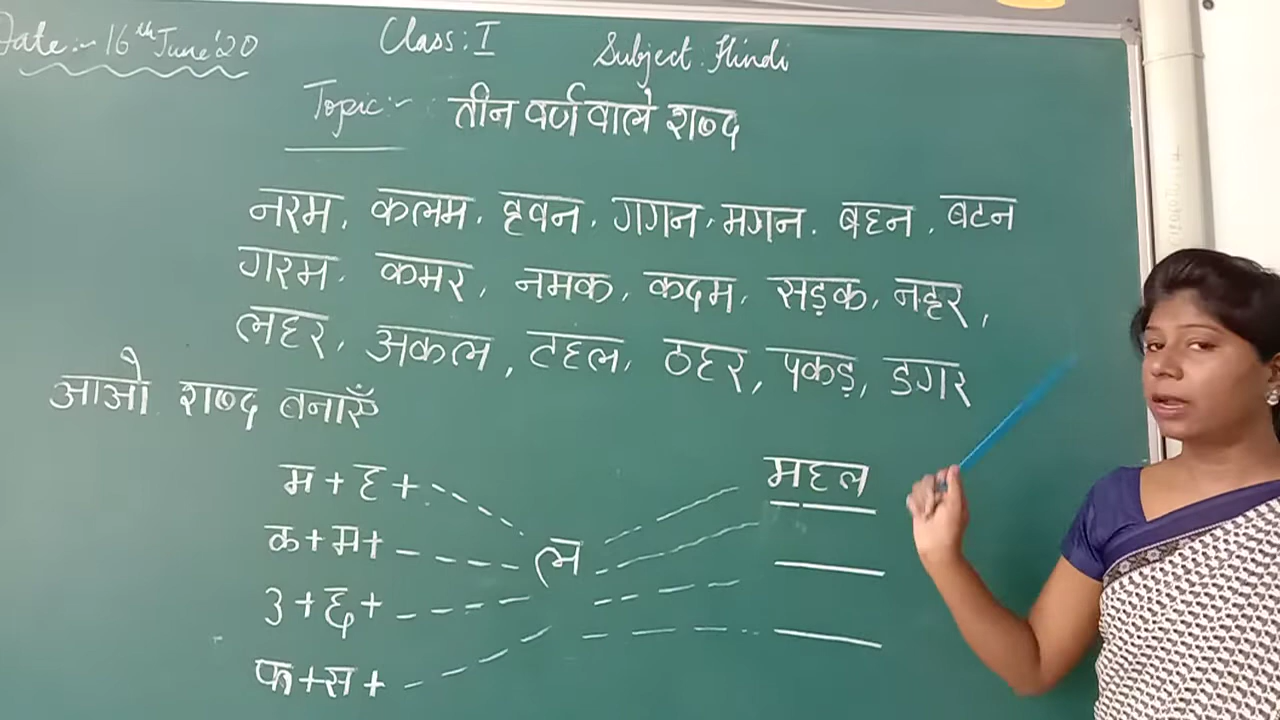 Date:- 16th June'20
Class: I
Subject: Hindi
Topic:- तीन वर्ण वाले शब्द
नरम, कलम, हवन, गगन, मगन, बहन, बटन
गरम, कमर, नमक, कदम, सड़क, नहर,
लहर, अकल, टहल, ठहर, पकड़, डगर
आओ शब्द बनाएँ
म+ह+
महल
क+म+
ल
उ+छ+
फ+स+